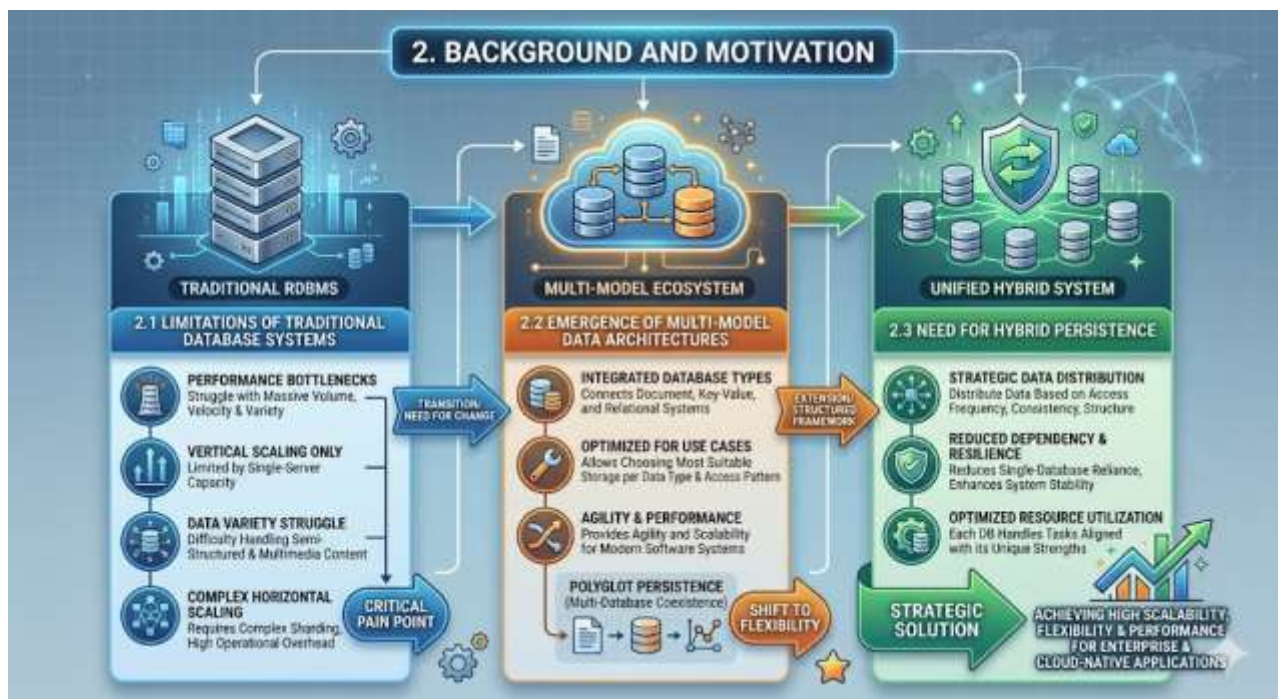 2. BACKGROUND AND MOTIVATION
TRADITIONAL RDBMS
2.1 LIMITATIONS OF TRADITIONAL
DATABASE SYSTEMS
PERFORMANCE BOTTLENECKS
Struggle with Massive Volume,
Velocity & Variety
VERTICAL SCALING ONLY
Limited by Single-Server
Capacity
DATA VARIETY STRUGGLE
Difficulty Handling Semi-
Structured & Multimedia Content
COMPLEX HORIZONTAL
SCALING
Requires Complex Sharding,
High Operational Overhead
CRITICAL
PAIN POINT
TRANSITION/
NEED FOR CHANGE
MULTI-MODEL ECOSYSTEM
2.2 EMERGENCE OF MULTI-MODEL
DATA ARCHITECTURES
INTEGRATED DATABASE TYPES
Connects Document, Key-Value,
and Relational Systems
OPTIMIZED FOR USE CASES
Allows Choosing Most Suitable
Storage per Data Type & Access Pattern
AGILITY & PERFORMANCE
Provides Agility and Scalability
for Modern Software Systems
POLYGLOT PERSISTENCE
(Multi-Database Coexistence)
SHIFT TO
FLEXIBILITY
EXTENSION/
STRUCTURED
FRAMEWORK
UNIFIED HYBRID SYSTEM
2.3 NEED FOR HYBRID PERSISTENCE
STRATEGIC DATA DISTRIBUTION
Distribute Data Based on Access
Frequency, Consistency, Structure
REDUCED DEPENDENCY &
RESILIENCE
Reduces Single-Database Reliance,
Enhances System Stability
OPTIMIZED RESOURCE UTILIZATION
Each DB Handles Tasks Aligned
with its Unique Strengths
STRATEGIC
SOLUTION
ACHIEVING HIGH SCALABILITY,
FLEXIBILITY & PERFORMANCE
FOR ENTERPRISE &
CLOUD-NATIVE APPLICATIONS